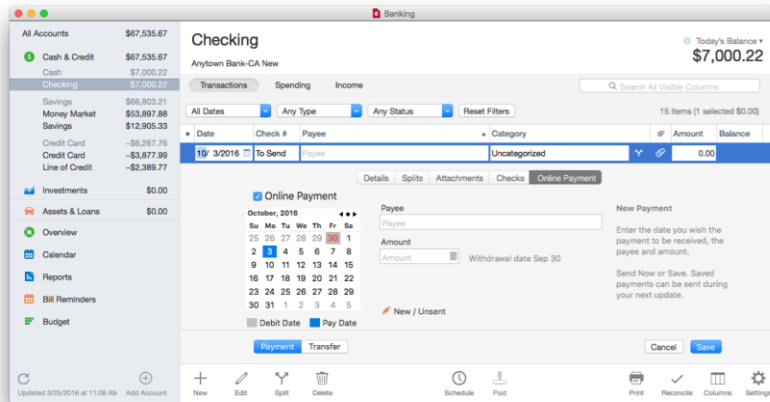 Banking
All Accounts $67,535.67
Cash & Credit $67,535.67
Cash $7,000.22
Checking $7,000.22
Savings $66,803.21
Money Market $53,897.88
Savings $12,905.33
Credit Card -$6,267.76
Credit Card -$3,877.99
Line of Credit -$2,389.77
Investments $0.00
Assets & Loans $0.00
Overview
Calendar
Reports
Bill Reminders
Budget
Updated 3/25/2016 at 11:08 AM Add Account
Checking
Anytown Bank-CA New
Today's Balance
$7,000.22
Transactions Spending Income
Search All Visible Columns
All Dates Any Type Any Status Reset Filters
15 items (1 selected $0.00)
Date Check # Payee Category Amount Balance
10/ 3/2016 To Send Payee Uncategorized 0.00
Details Splits Attachments Checks Online Payment
Online Payment
October, 2016
Su Mo Tu We Th Fr Sa
25 26 27 28 29 30 1
2 3 4 5 6 7 8
9 10 11 12 13 14 15
16 17 18 19 20 21 22
23 24 25 26 27 28 29
30 31 1 2 3 4 5
Debit Date Pay Date
Payee
Payee
Amount
Amount Withdrawal date Sep 30
New / Unsent
New Payment
Enter the date you wish the
payment to be received, the
payee and amount.
Send Now or Save. Saved
payments can be sent during
your next update.
Payment Transfer
Cancel Save
New Edit Split Delete Schedule Paid Print Reconcile Columns Settings